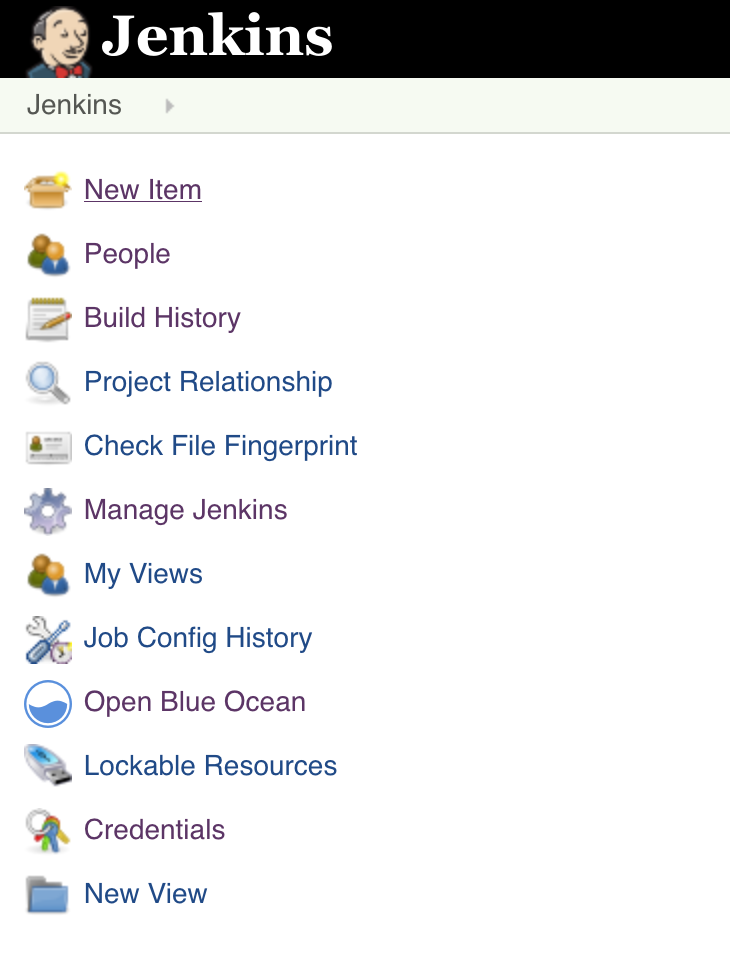 Jenkins
Jenkins
New Item
People
Build History
Project Relationship
Check File Fingerprint
Manage Jenkins
My Views
Job Config History
Open Blue Ocean
Lockable Resources
Credentials
New View